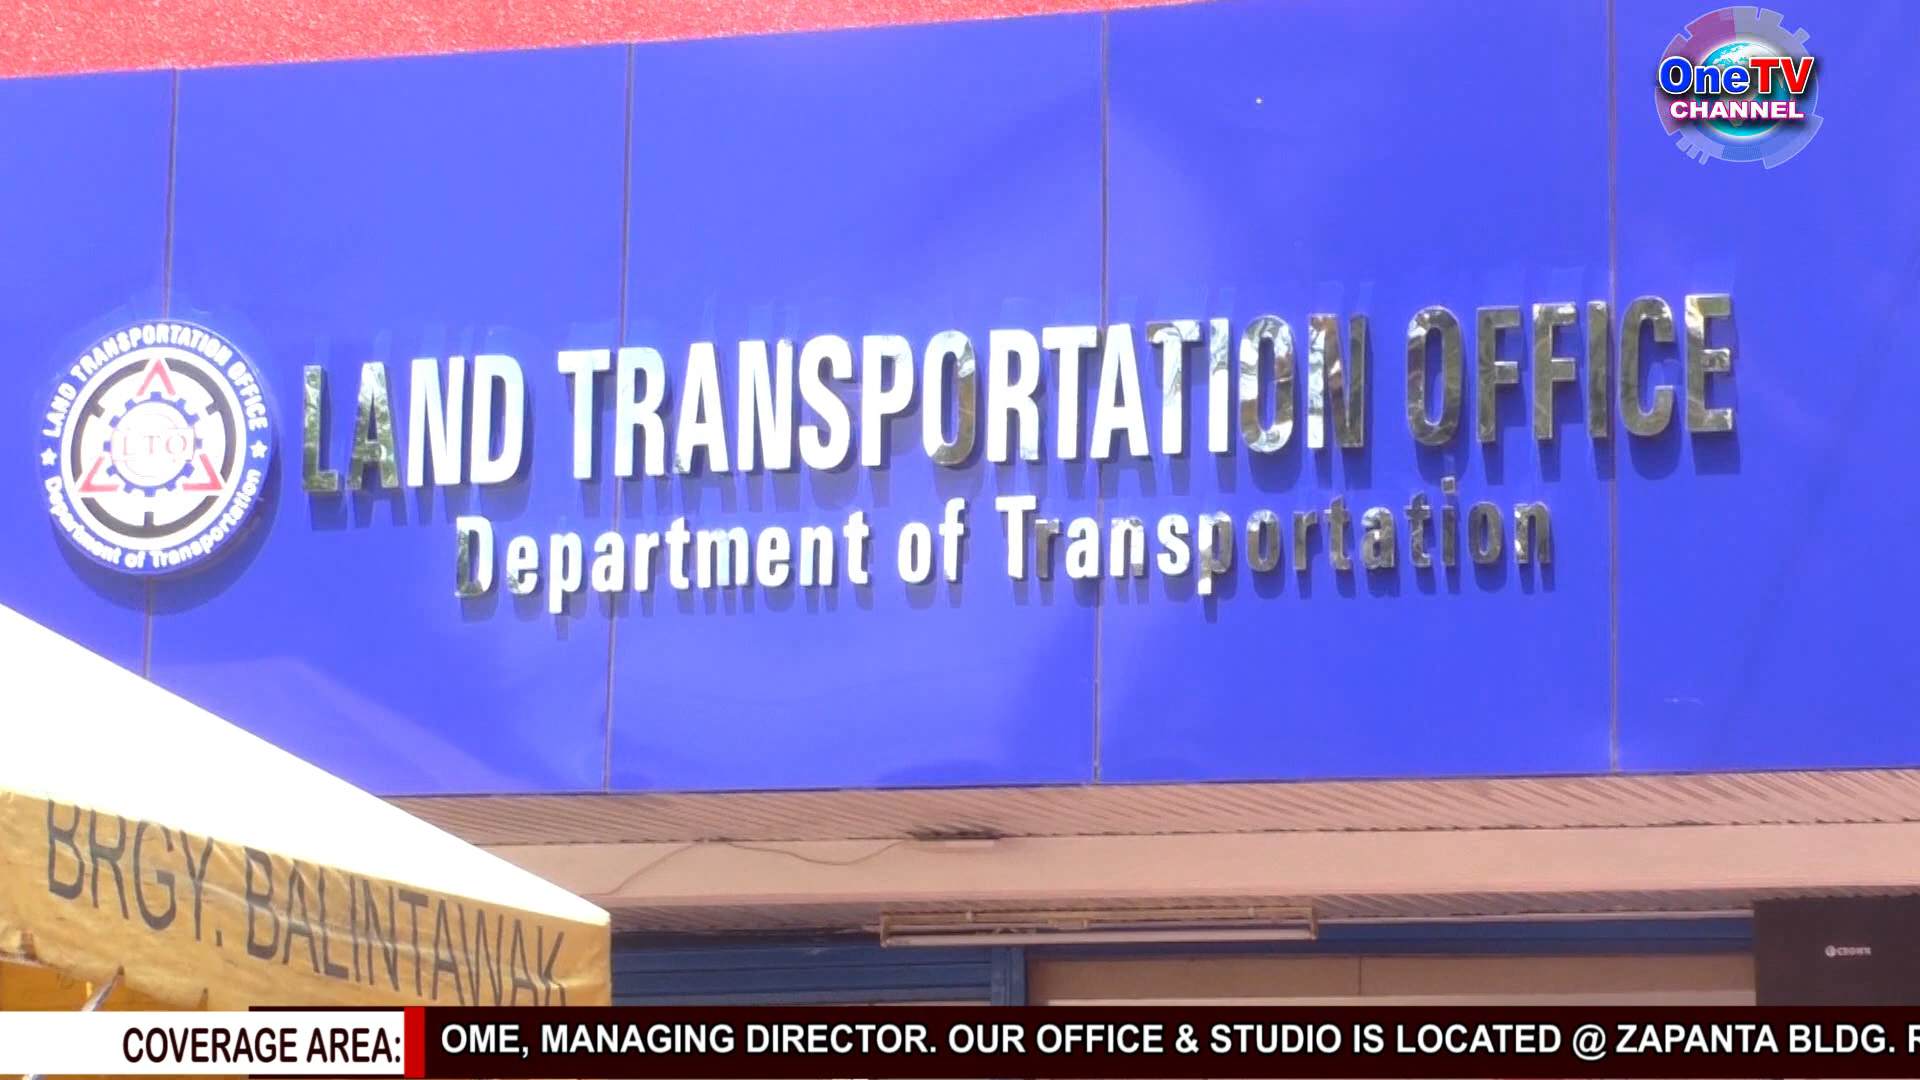 OneTV
CHANNEL
LAND TRANSPORTATION OFFICE
Department of Transportation
LAND TRANSPORTATION OFFICE
LTO
Department of Transportation
BRGY. BALINTAWAK
CROWN
COVERAGE AREA:
OME, MANAGING DIRECTOR. OUR OFFICE & STUDIO IS LOCATED @ ZAPANTA BLDG. R